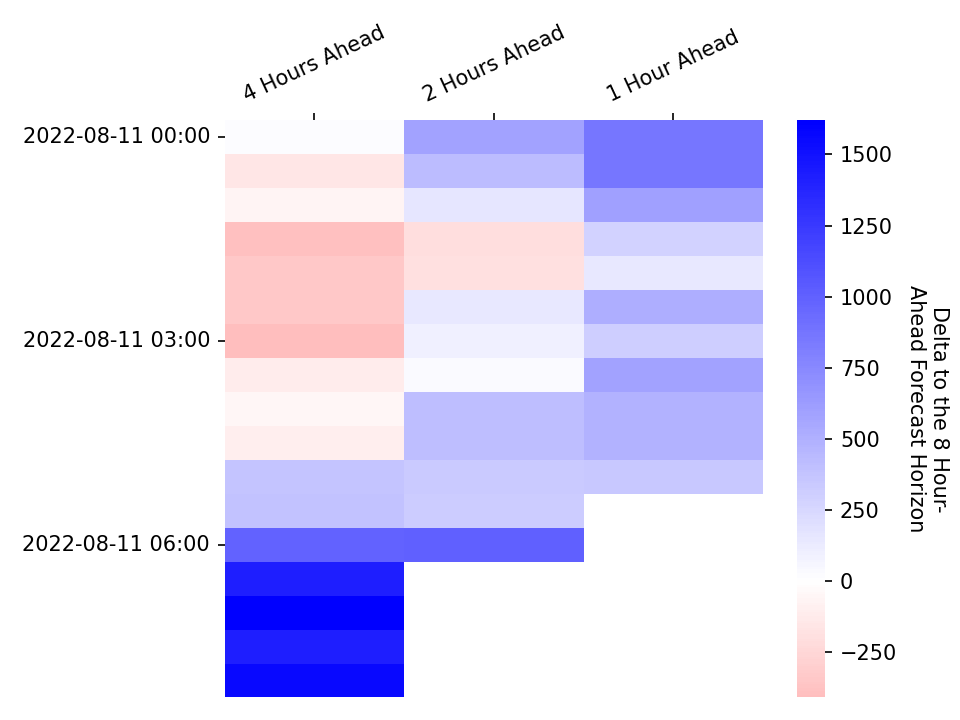 4 Hours Ahead
2 Hours Ahead
1 Hour Ahead
2022-08-11 00:00
2022-08-11 03:00
2022-08-11 06:00
1500
1250
1000
750
500
250
0
−250
Delta to the 8 Hour-
Ahead Forecast Horizon